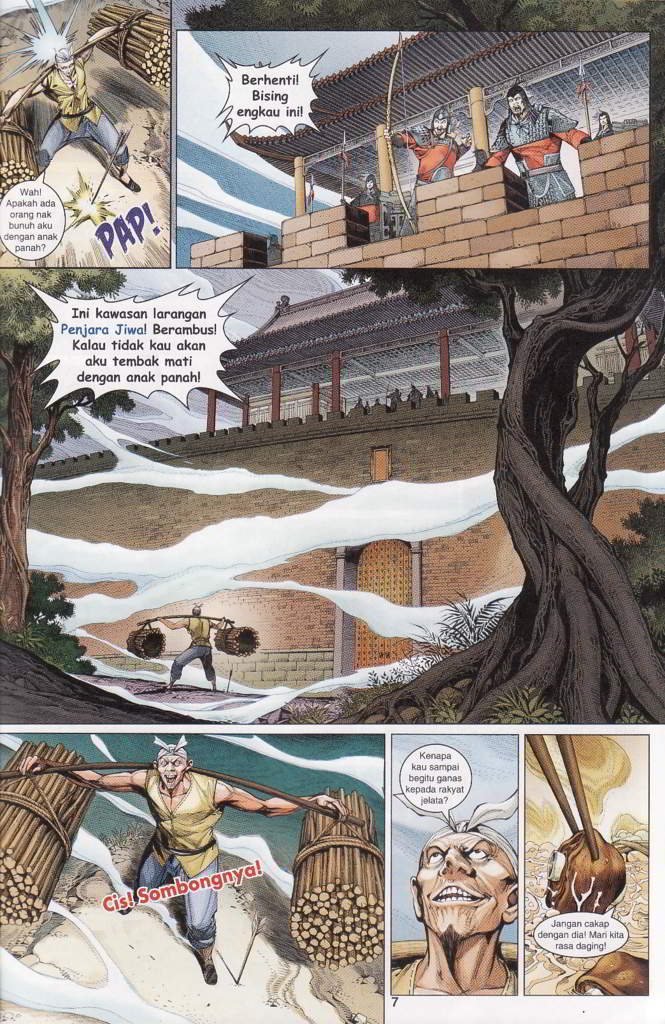 Wah!
Apakah ada
orang nak
bunuh aku
dengan anak
panah?
PAP!
Berhenti!
Bising
engkau ini!
Ini kawasan larangan
Penjara Jiwa! Berambus!
Kalau tidak kau akan
aku tembak mati
dengan anak panah!
Cis! Sombongnya!
Kenapa
kau sampai
begitu ganas
kepada rakyat
jelata?
Jangan cakap
dengan dia! Mari kita
rasa daging!
7